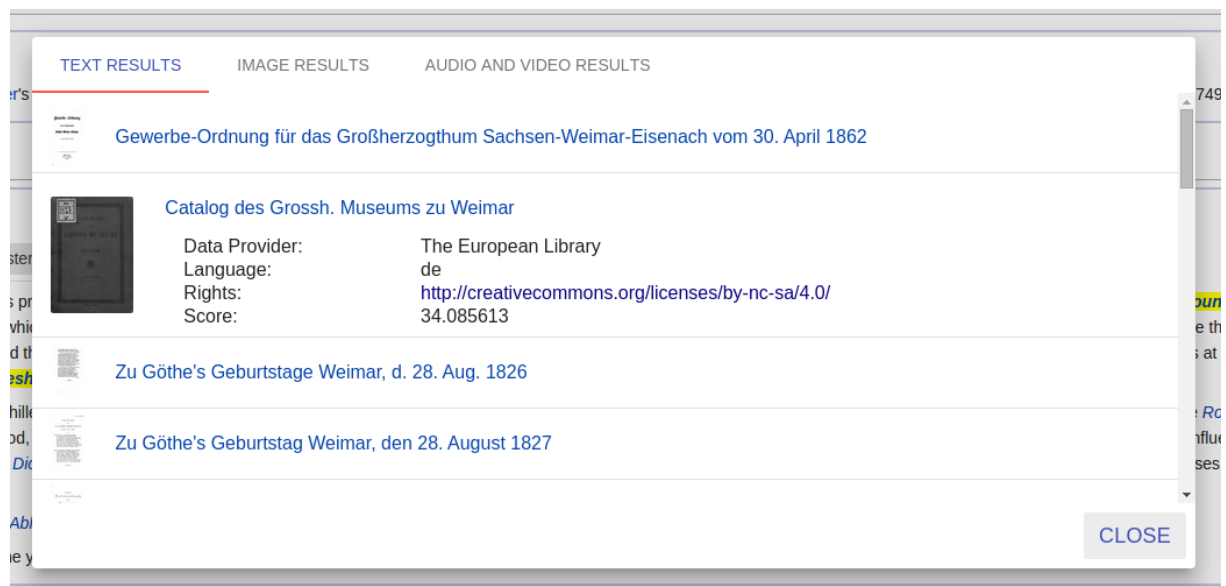 TEXT RESULTS IMAGE RESULTS AUDIO AND VIDEO RESULTS
Gewerbe-Ordnung für das Großherzogthum Sachsen-Weimar-Eisenach vom 30. April 1862
Catalog des Grossh. Museums zu Weimar
Data Provider: The European Library
Language: de
Rights: http://creativecommons.org/licenses/by-nc-sa/4.0/
Score: 34.085613
Zu Göthe's Geburtstage Weimar, d. 28. Aug. 1826
Zu Göthe's Geburtstag Weimar, den 28. August 1827
CLOSE